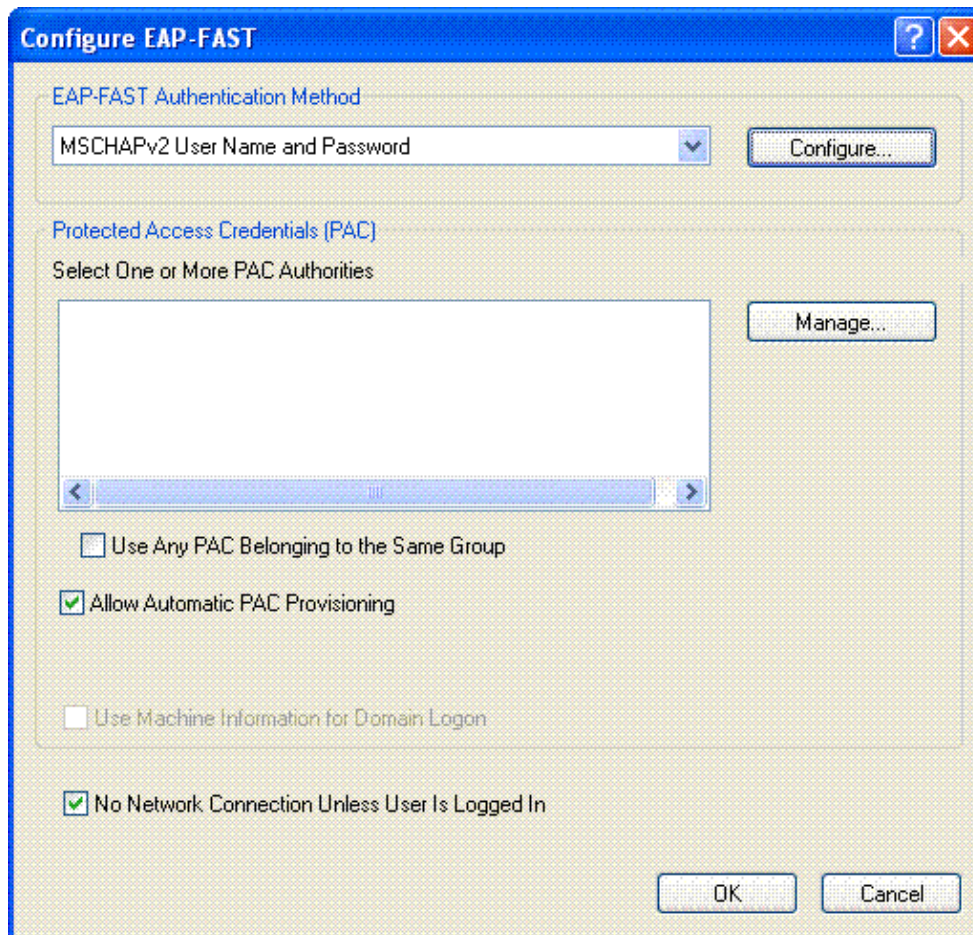 Configure EAP-FAST
EAP-FAST Authentication Method
MSCHAPv2 User Name and Password
Configure...
Protected Access Credentials (PAC)
Select One or More PAC Authorities
Manage...
Use Any PAC Belonging to the Same Group
Allow Automatic PAC Provisioning
Use Machine Information for Domain Logon
No Network Connection Unless User Is Logged In
OK
Cancel